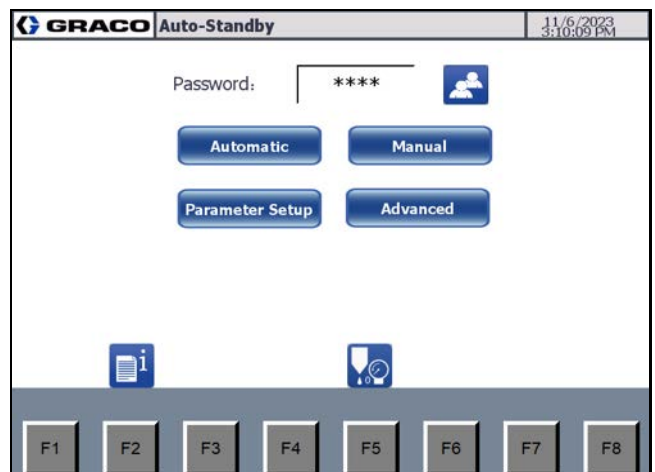 GRACO Auto-Standby 11/6/2023
3:10:09 PM
Password: ****
Automatic Manual
Parameter Setup Advanced
i
0
F1 F2 F3 F4 F5 F6 F7 F8